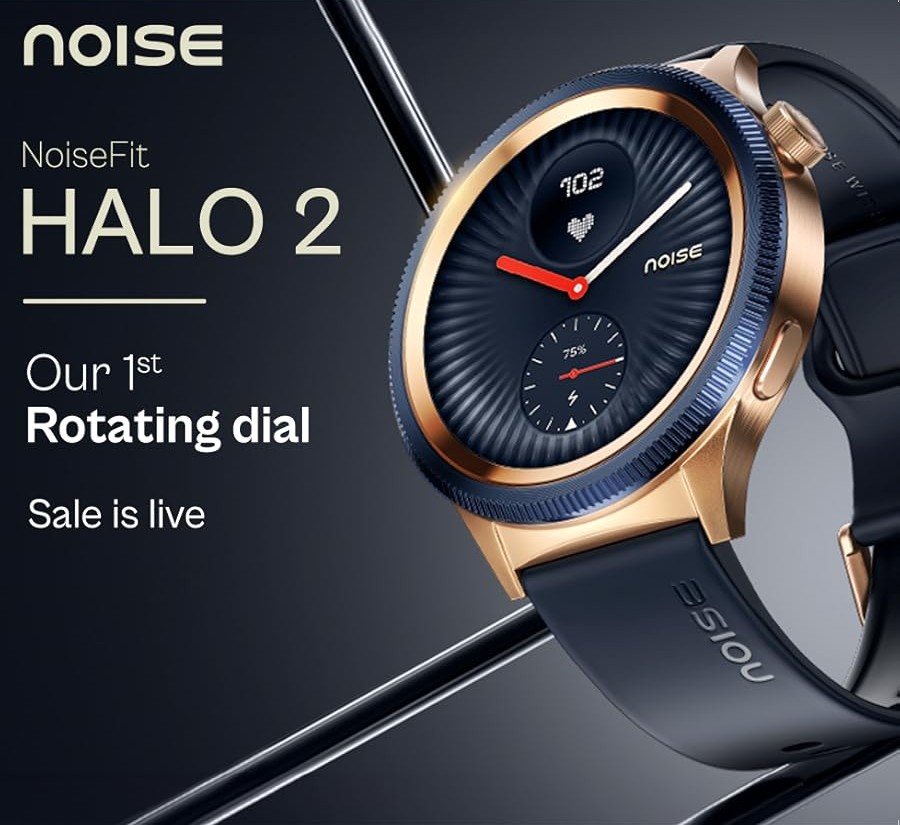 NOISE
NoiseFit
HALO 2
Our 1st
Rotating dial
Sale is live
102
NOISE
75%
NOISE